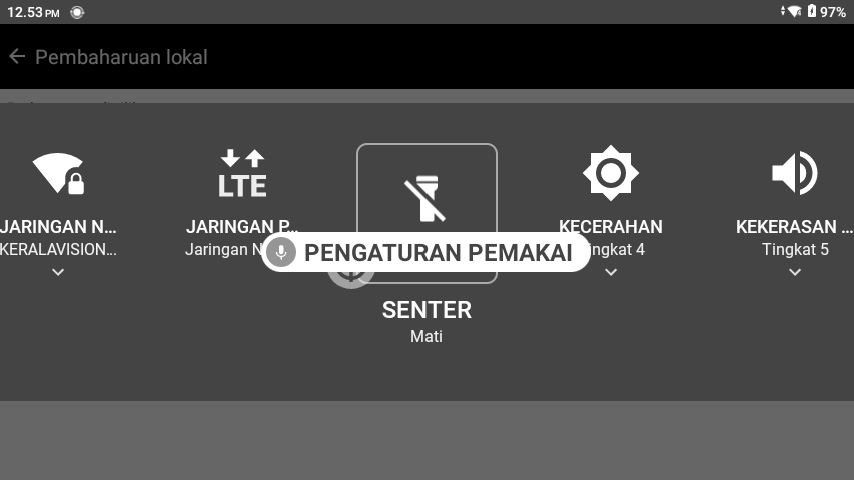 12.53 PM
97%
Pembaharuan lokal
LTE
JARINGAN N...
JARINGAN P...
KECERAHAN
KEKERASAN ...
KERALAVISION...
Jaringan N
ingkat 4
Tingkat 5
PENGATURAN PEMAKAI
SENTER
Mati